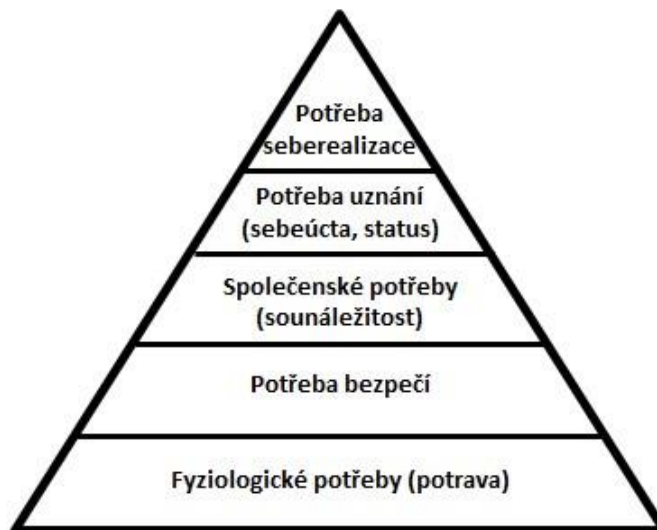 Potřeba
seberealizace
Potřeba uznání
(sebeúcta, status)
Společenské potřeby
(sounáležitost)
Potřeba bezpečí
Fyziologické potřeby (potrava)